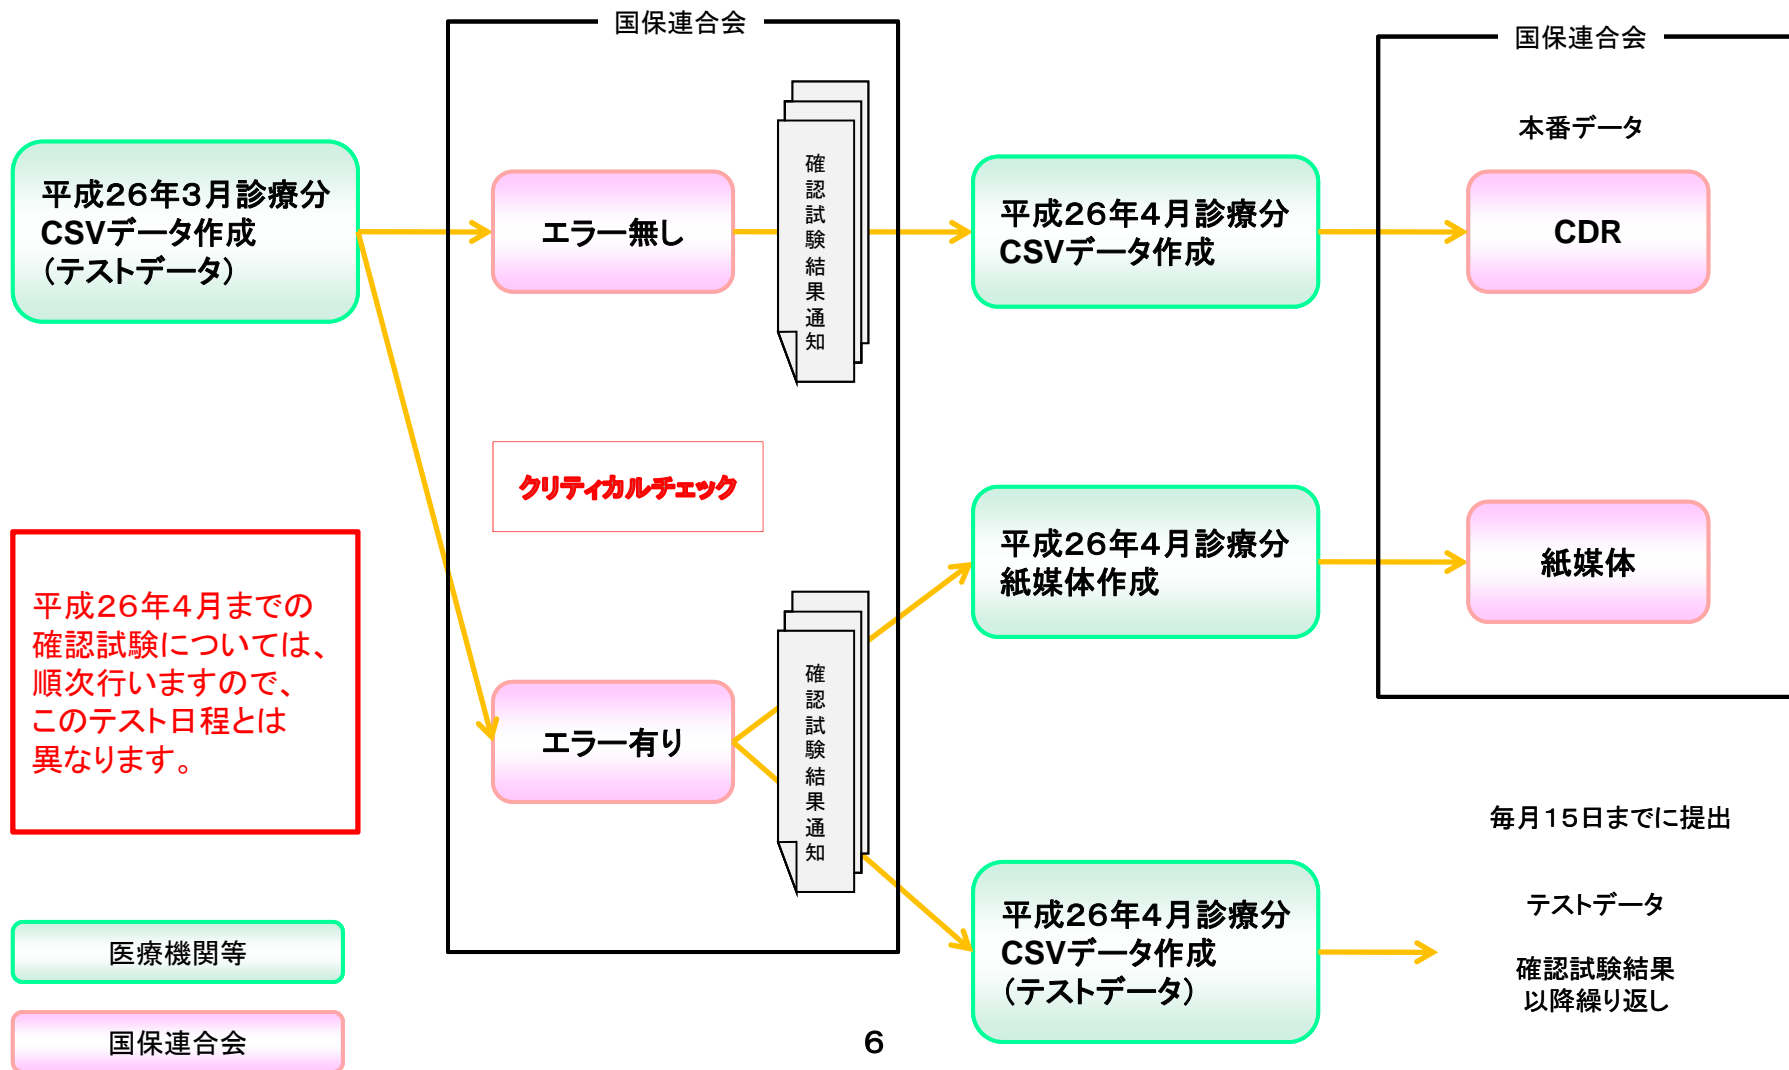 国保連合会
国保連合会
本番データ
平成26年3月診療分
CSVデータ作成
(テストデータ)
エラー無し
確認試験結果通知
平成26年4月診療分
CSVデータ作成
CDR
クリティカルチェック
平成26年4月診療分
紙媒体作成
紙媒体
平成26年4月までの
確認試験については、
順次行いますので、
このテスト日程とは
異なります。
エラー有り
確認試験結果通知
毎月15日までに提出
平成26年4月診療分
CSVデータ作成
(テストデータ)
テストデータ
確認試験結果
以降繰り返し
医療機関等
国保連合会
6